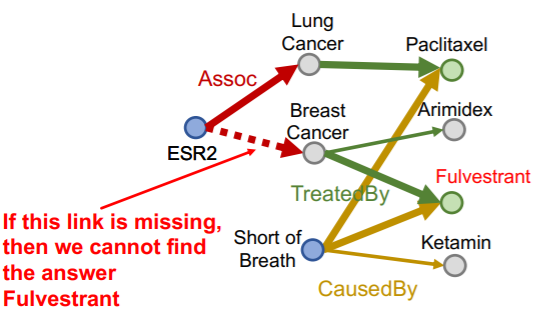 Lung
Cancer
Paclitaxel
Assoc
Breast
Cancer
Arimidex
ESR2
Fulvestrant
TreatedBy
If this link is missing,
then we cannot find
the answer
Fulvestrant
Short of
Breath
Ketamin
CausedBy